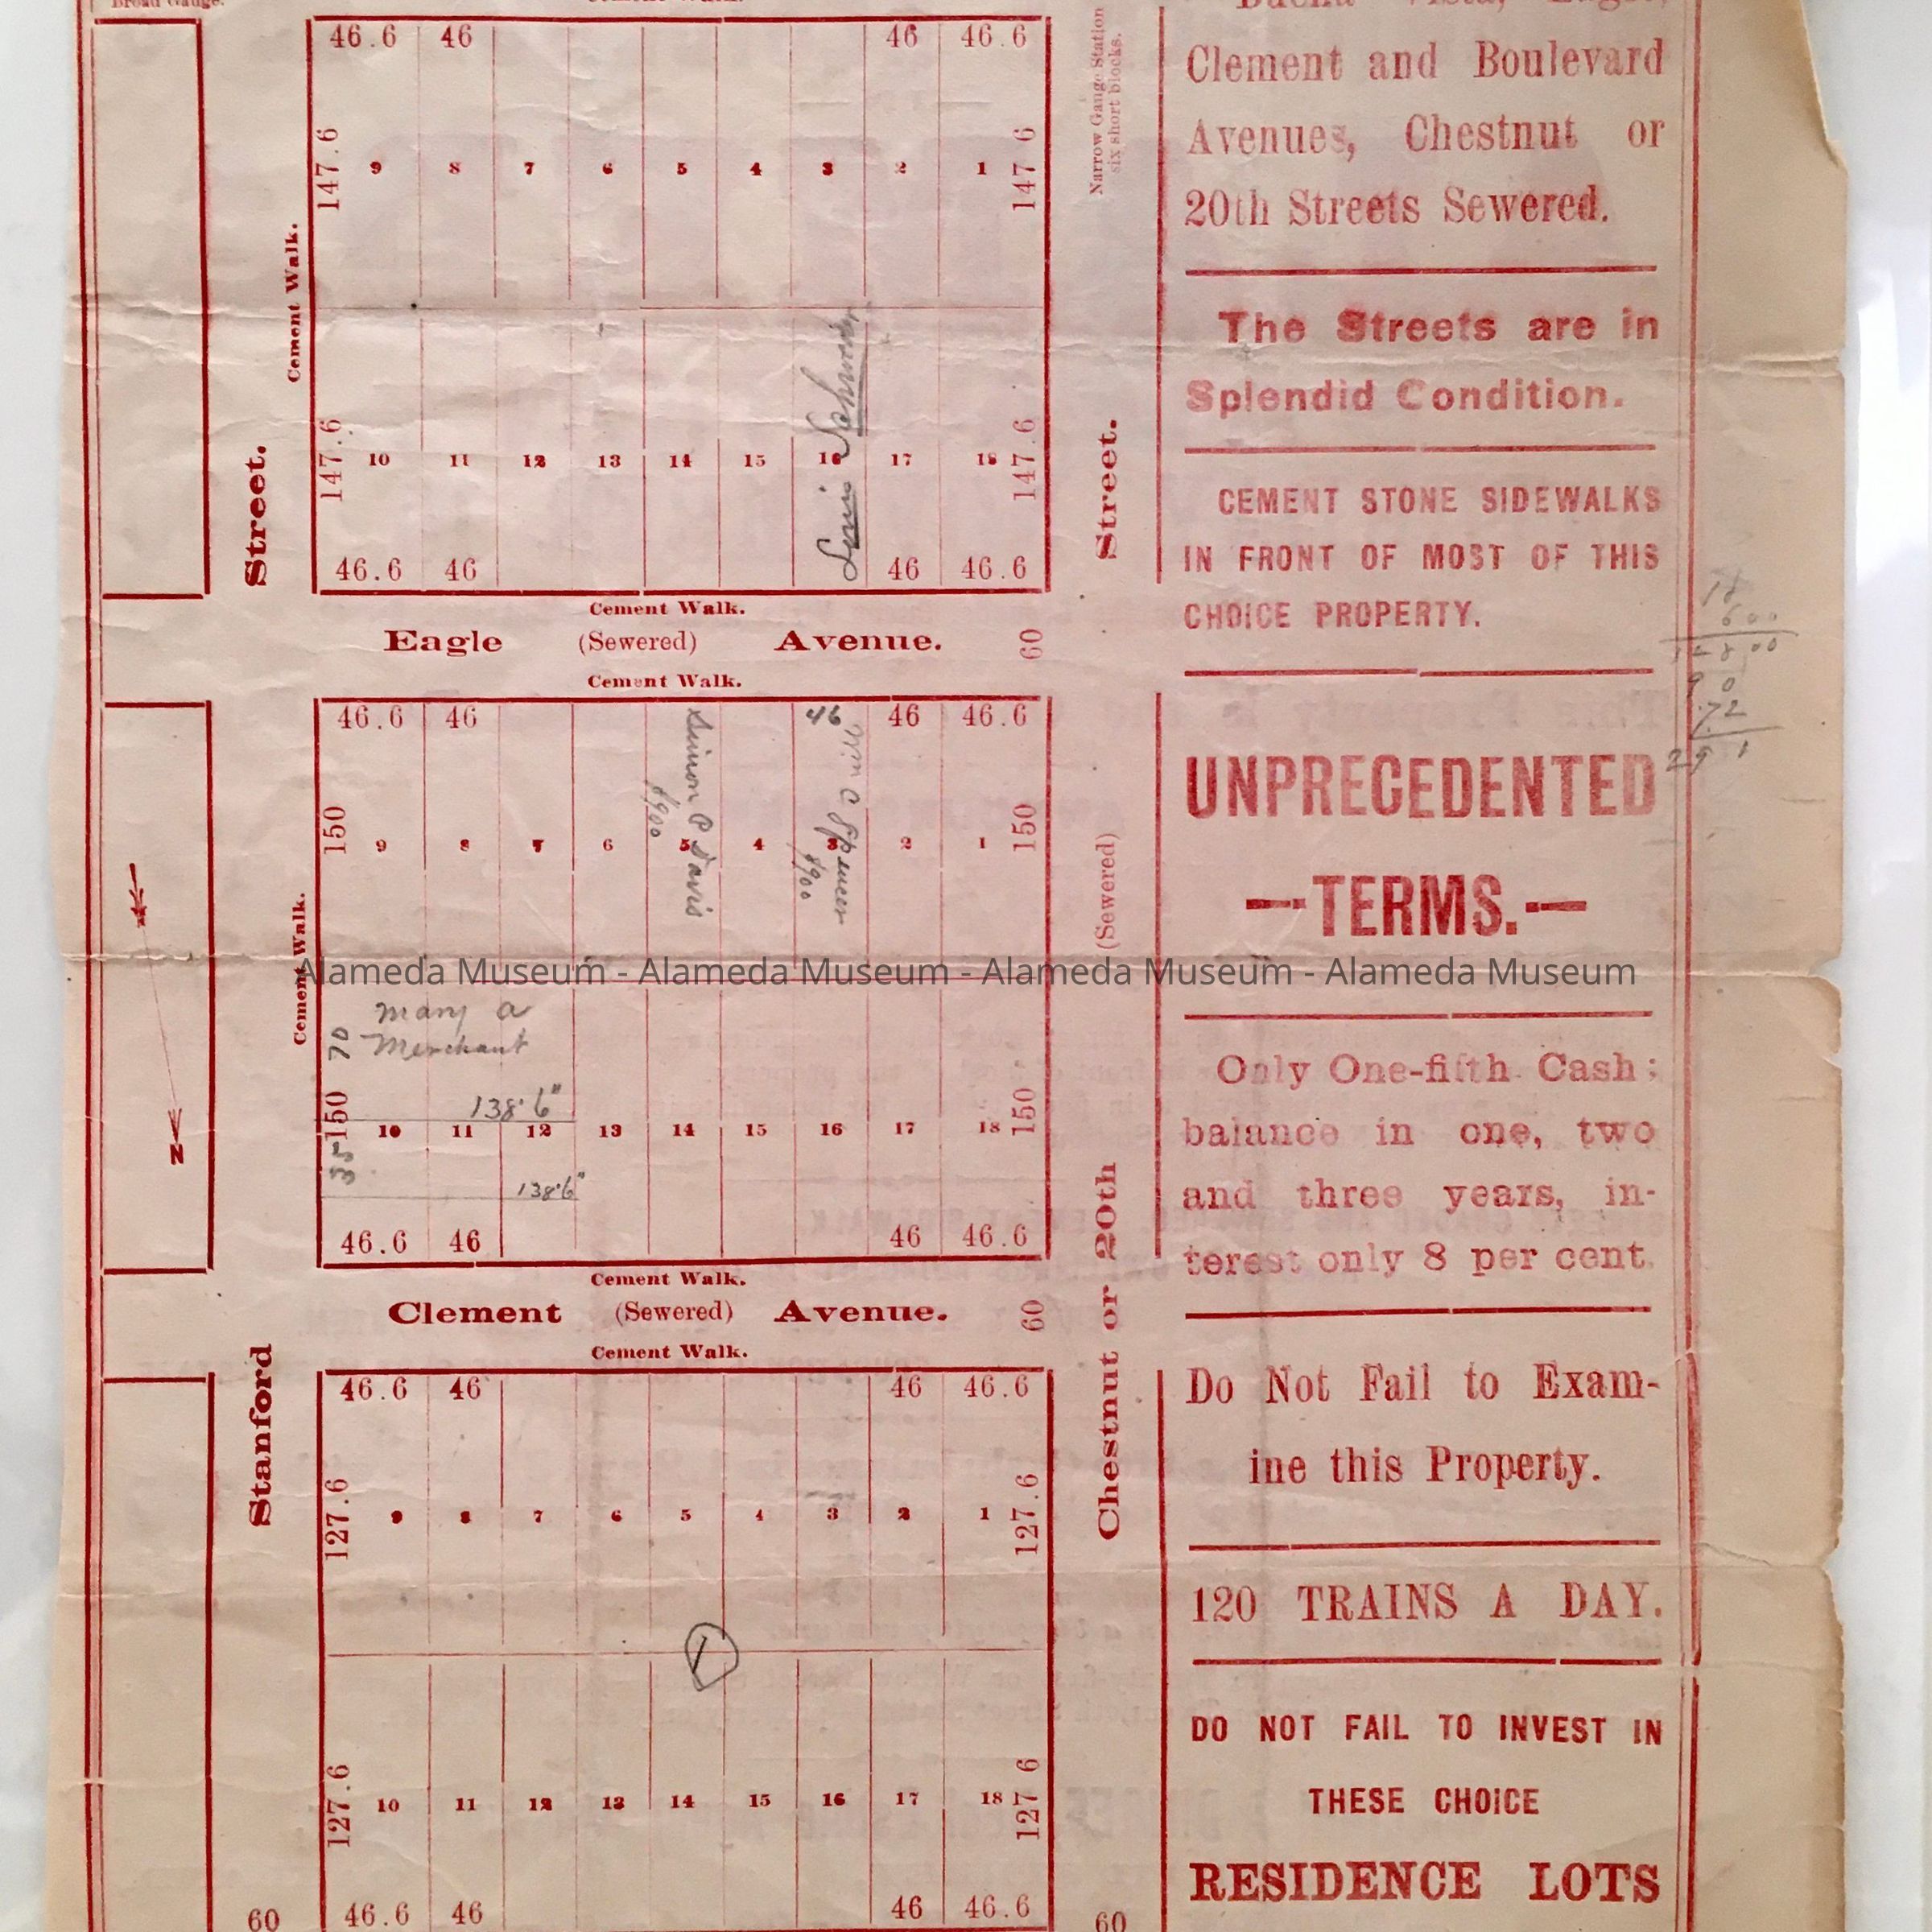 46.6 46 46 46.6
147.6 147.6
9 8 7 6 5 4 3 2 1
Cement Walk.
147.6 147.6
10 11 12 13 14 15 16 17 18
Louis
46.6 46 46 46.6
Street.
Cement Walk.
Eagle (Sewered) Avenue. 60
Cement Walk.
46.6 46 46 46 46.6
150 150
9 8 7 6 5 4 3 2 1
Simon P Davis
$900
Wm C Spencer
$900
Cement Walk.
Mary A
Merchant
70
138'6"
150 150
10 11 12 13 14 15 16 17 18
35
138'6"
46.6 46 46 46.6
N
Cement Walk.
Clement (Sewered) Avenue. 60
Cement Walk.
46.6 46 46 46.6
127.6 127.6
9 8 7 6 5 4 3 2 1
1
127.6 127 6
10 11 12 13 14 15 16 17 18
46.6 46 46 46.6
Stanford
60
Narrow Gauge Station
six short blocks.
Street.
(Sewered)
Chestnut or 20th
60
Buena Vista, Eagle,
Clement and Boulevard
Avenues, Chestnut or
20th Streets Sewered.
The Streets are in
Splendid Condition.
CEMENT STONE SIDEWALKS
IN FRONT OF MOST OF THIS
CHOICE PROPERTY.
UNPRECEDENTED
—TERMS.—
Only One-fifth Cash;
balance in one, two
and three years, in-
terest only 8 per cent.
Do Not Fail to Exam-
ine this Property.
120 TRAINS A DAY.
DO NOT FAIL TO INVEST IN
THESE CHOICE
RESIDENCE LOTS
18
600
Alameda Museum - Alameda Museum - Alameda Museum - Alameda Museum